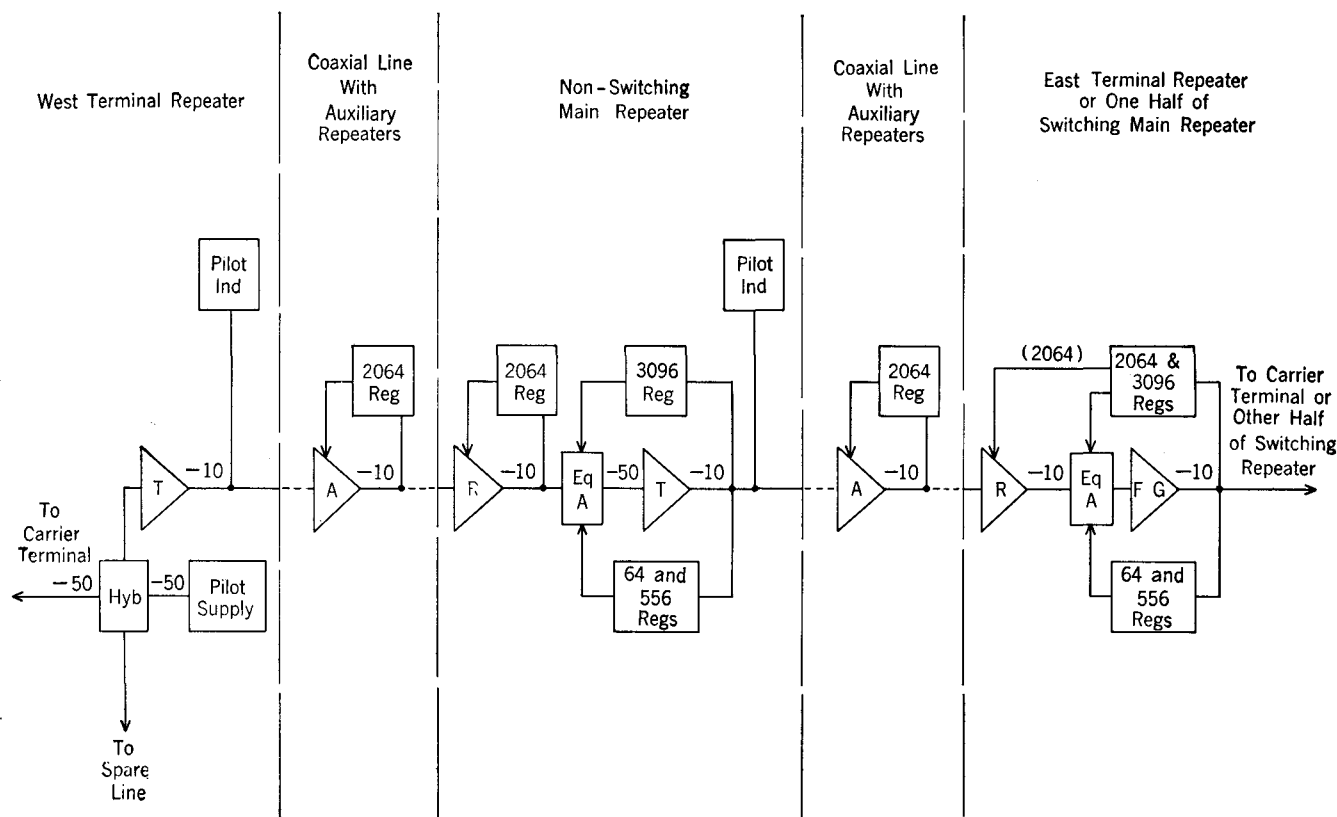 West Terminal Repeater
Coaxial Line
With
Auxiliary
Repeaters
Non-Switching
Main Repeater
Coaxial Line
With
Auxiliary
Repeaters
East Terminal Repeater
or One Half of
Switching Main Repeater
Pilot
Ind
T
-10
To
Carrier
Terminal
-50
Hyb
-50
Pilot
Supply
To
Spare
Line
2064
Reg
A
-10
2064
Reg
R
-10
3096
Reg
Eq
A
-50
T
-10
64 and
556
Regs
Pilot
Ind
2064
Reg
A
-10
(2064)
2064 &
3096
Regs
R
-10
Eq
A
F G
-10
64 and
556
Regs
To Carrier
Terminal or
Other Half
of Switching
Repeater